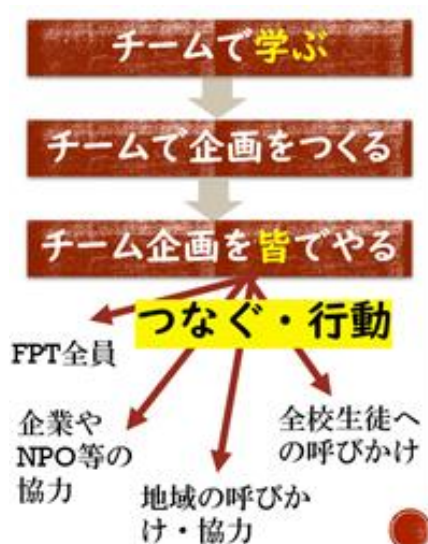 チームで学ぶ
チームで企画をつくる
チーム企画を皆でやる
つなぐ・行動
FPT全員
企業や
NPO等の
協力
地域の呼びか
け・協力
全校生徒へ
の呼びかけ